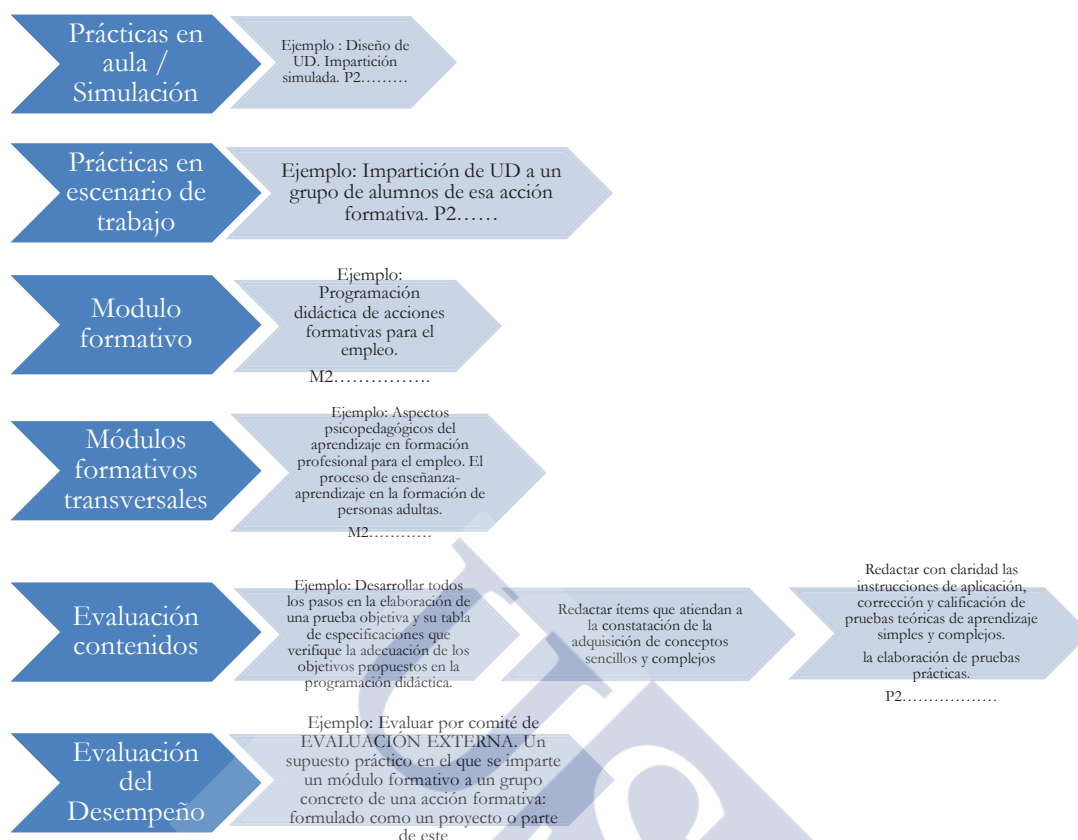 Prácticas en
aula /
Simulación
Ejemplo : Diseño de
UD. Impartición
simulada. P2………
Prácticas en
escenario de
trabajo
Ejemplo: Impartición de UD a un
grupo de alumnos de esa acción
formativa. P2……
Modulo
formativo
Ejemplo:
Programación
didáctica de acciones
formativas para el
empleo.
M2…………….
Módulos
formativos
transversales
Ejemplo: Aspectos
psicopedagógicos del
aprendizaje en formación
profesional para el empleo. El
proceso de enseñanza-
aprendizaje en la formación de
personas adultas.
M2…………
Evaluación
contenidos
Ejemplo: Desarrollar todos
los pasos en la elaboración de
una prueba objetiva y su tabla
de especificaciones que
verifique la adecuación de los
objetivos propuestos en la
programación didáctica.
Redactar ítems que atiendan a
la constatación de la
adquisición de conceptos
sencillos y complejos
Redactar con claridad las
instrucciones de aplicación,
corrección y calificación de
pruebas teóricas de aprendizaje
simples y complejos.
la elaboración de pruebas
prácticas.
P2………………
Evaluación
del
Desempeño
Ejemplo: Evaluar por comité de
EVALUACIÓN EXTERNA. Un
supuesto práctico en el que se imparte
un módulo formativo a un grupo
concreto de una acción formativa:
formulado como un proyecto o parte
de este